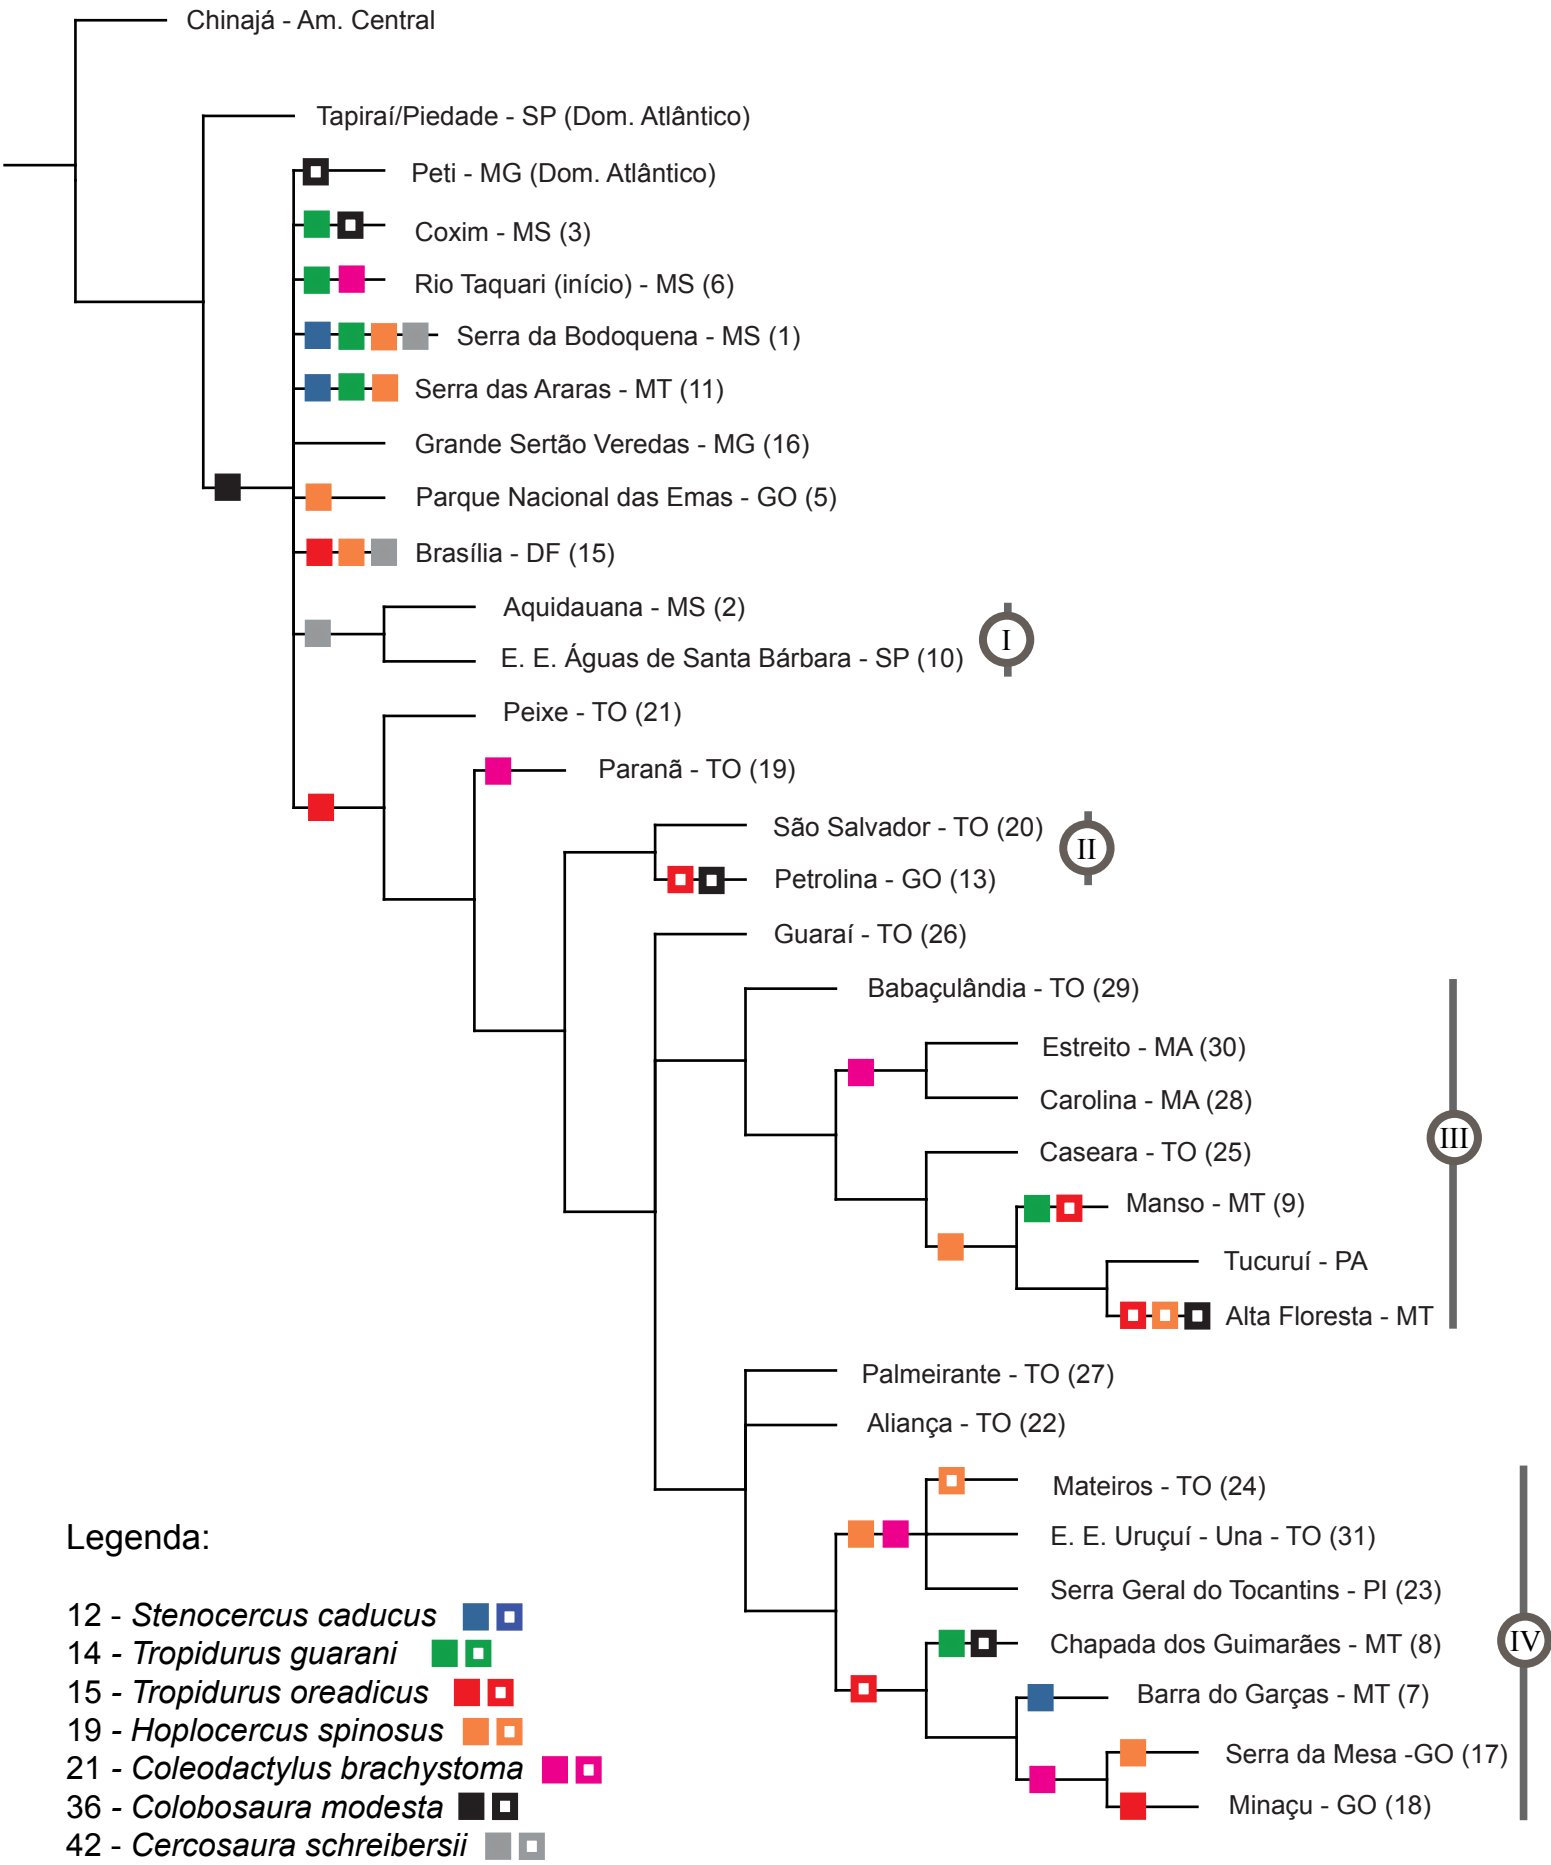 Chinajá - Am. Central
Tapiraí/Piedade - SP (Dom. Atlântico)
Peti - MG (Dom. Atlântico)
Coxim - MS (3)
Rio Taquari (início) - MS (6)
Serra da Bodoquena - MS (1)
Serra das Araras - MT (11)
Grande Sertão Veredas - MG (16)
Parque Nacional das Emas - GO (5)
Brasília - DF (15)
Aquidauana - MS (2)
I
E. E. Águas de Santa Bárbara - SP (10)
Peixe - TO (21)
Paranã - TO (19)
São Salvador - TO (20)
II
Petrolina - GO (13)
Guaraí - TO (26)
Babaçulândia - TO (29)
Estreito - MA (30)
Carolina - MA (28)
III
Caseara - TO (25)
Manso - MT (9)
Tucuruí - PA
Alta Floresta - MT
Palmeirante - TO (27)
Aliança - TO (22)
Mateiros - TO (24)
E. E. Uruçuí - Una - TO (31)
Serra Geral do Tocantins - PI (23)
IV
Chapada dos Guimarães - MT (8)
Barra do Garças - MT (7)
Serra da Mesa -GO (17)
Minaçu - GO (18)
Legenda:
12 - Stenocercus caducus
14 - Tropidurus guarani
15 - Tropidurus oreadicus
19 - Hoplocercus spinosus
21 - Coleodactylus brachystoma
36 - Colobosaura modesta
42 - Cercosaura schreibersii